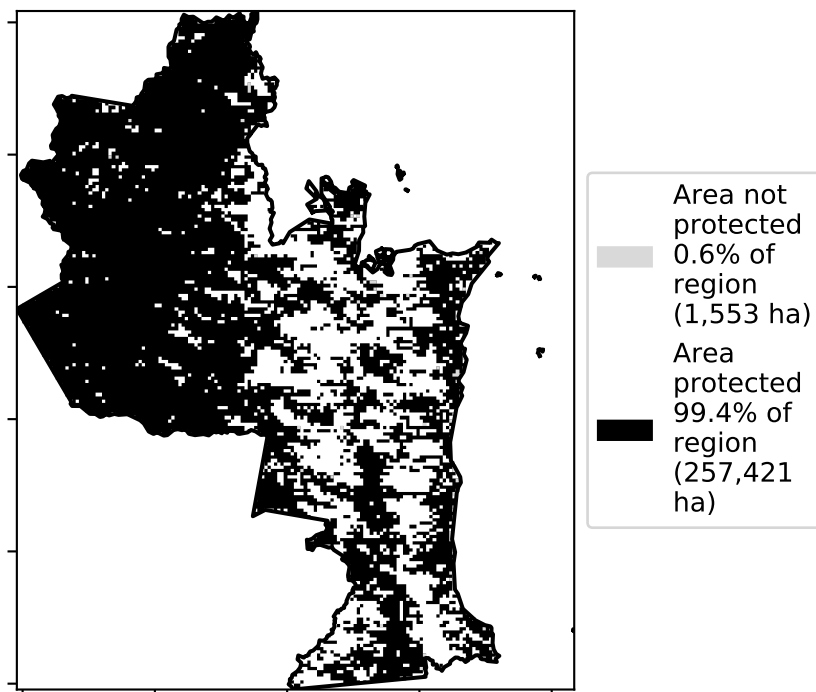 Area not
protected
0.6% of
region
(1,553 ha)
Area
protected
99.4% of
region
(257,421
ha)